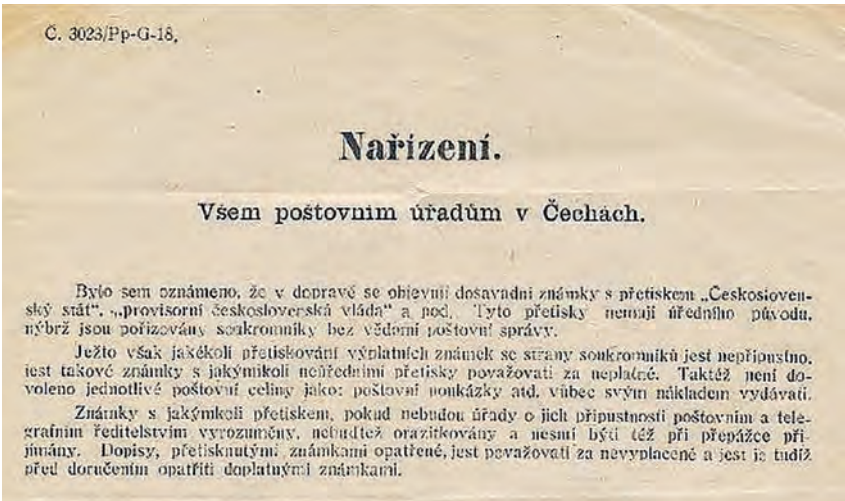 Č. 3023/Pp-G-18,
Nařízení.
Všem poštovním úřadům v Čechách.
Bylo sem oznámeno, že v dopravě se objevují dosavadní známky s přetiskem „Českosloven-
ský stát“, „provisorní československá vláda“ a pod. Tyto přetisky nemají úředního původu,
nýbrž jsou pořizovány soukromníky bez vědomí poštovní správy.
Ježto však jakékoli přetiskování výplatních známek se strany soukromníků jest nepřípustno,
jest takové známky s jakýmikoli neúředními přetisky považovati za neplatné. Taktéž není do-
voleno jednotlivé poštovní celiny jako: poštovní poukázky atd. vůbec svým nákladem vydávati.
Známky s jakýmkoli přetiskem, pokud nebudou úřady o jich přípustnosti poštovním a tele-
grafním ředitelstvím vyrozuměny, nebuďtež orazítkovány a nesmí býti též při přepážce při-
jímány. Dopisy, přetisknutými známkami opatřené, jest považovati za nevyplacené a jest je tudíž
před doručením opatřiti doplatnými známkami.